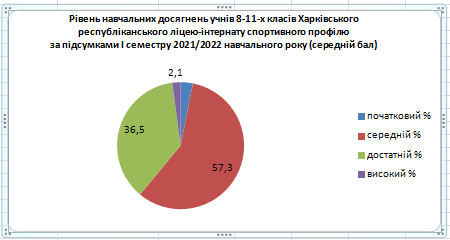 Рівень навчальних досягнень учнів 8-11-х класів Харківського
республіканського ліцею-інтернату спортивного профілю
за підсумками І семестру 2021/2022 навчального року (середній бал)
2,1
36,5
57,3
початковий %
середній %
достатній %
високий %